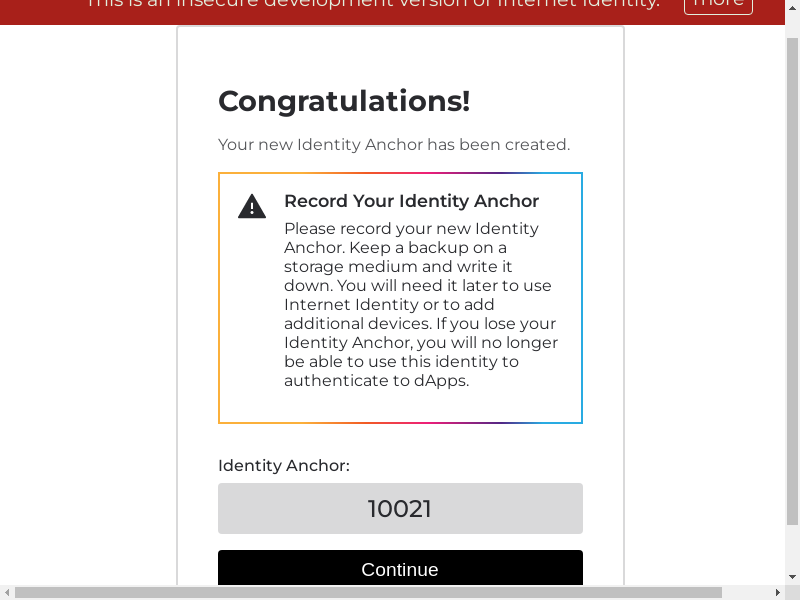 This is an insecure development version of Internet Identity. more
Congratulations!
Your new Identity Anchor has been created.
Record Your Identity Anchor
Please record your new Identity
Anchor. Keep a backup on a
storage medium and write it
down. You will need it later to use
Internet Identity or to add
additional devices. If you lose your
Identity Anchor, you will no longer
be able to use this identity to
authenticate to dApps.
Identity Anchor:
10021
Continue